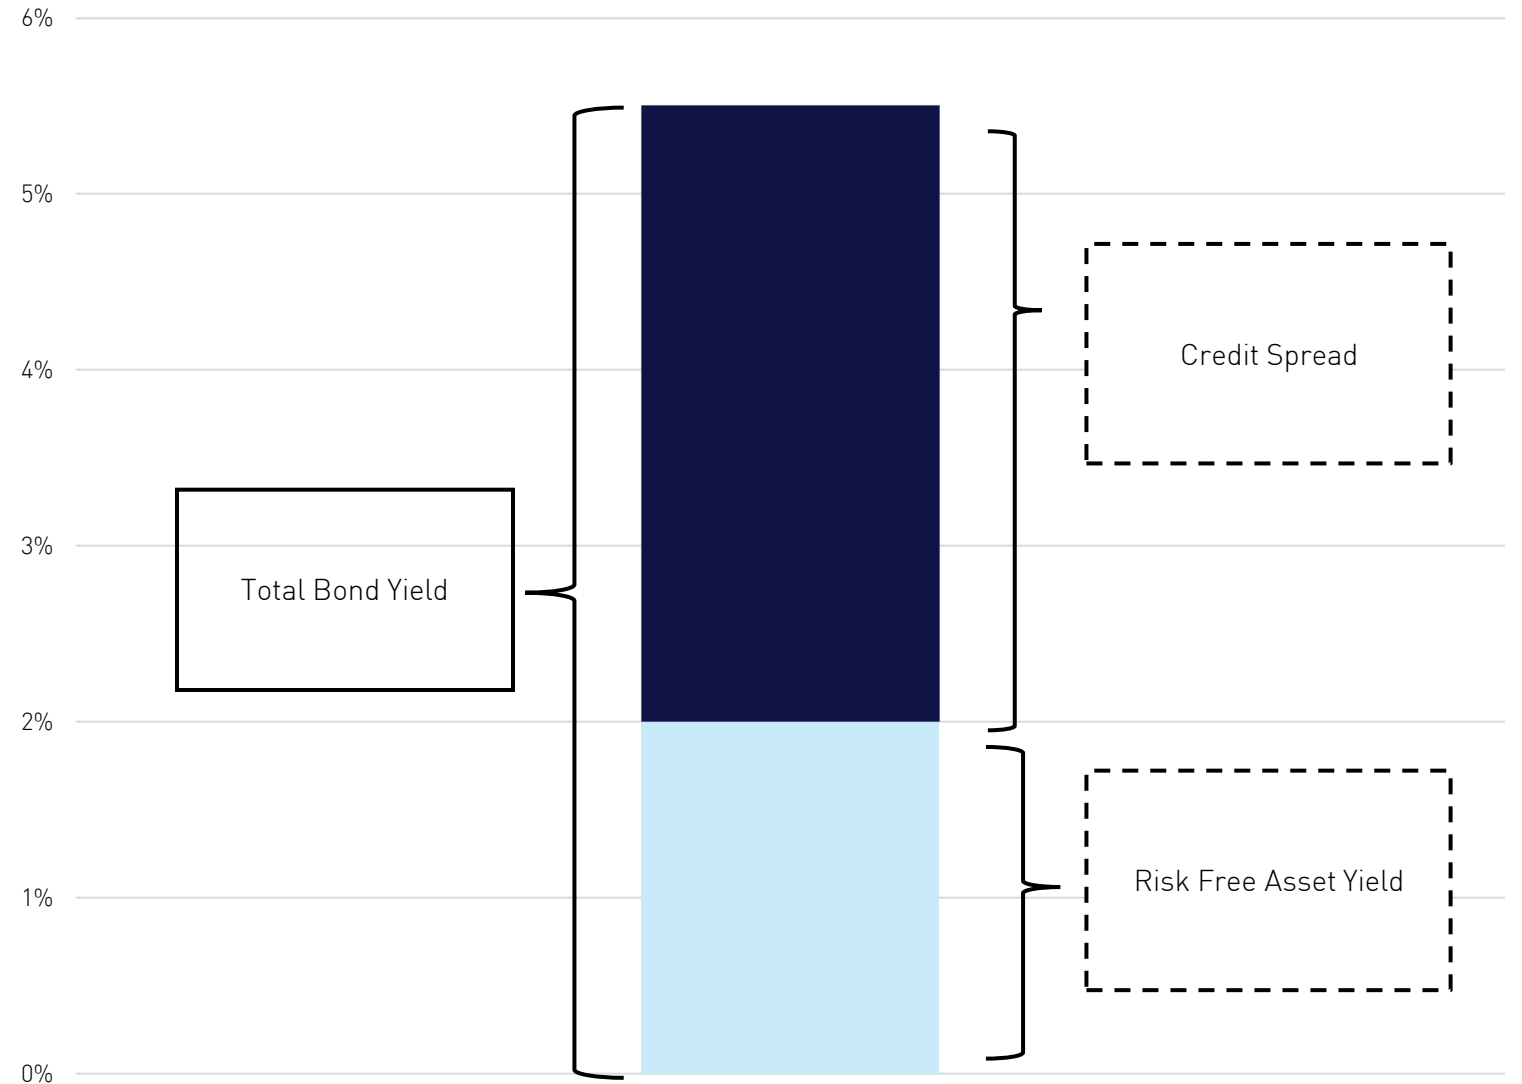 6%
5%
Credit Spread
4%
3%
Total Bond Yield
2%
Risk Free Asset Yield
1%
0%